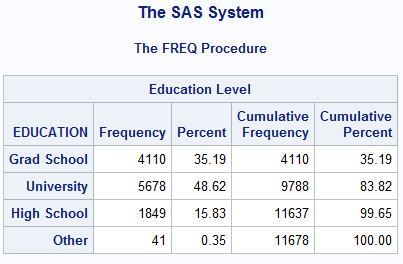 The SAS System
The FREQ Procedure
Education Level
EDUCATION Frequency Percent Cumulative Frequency Cumulative Percent
Grad School 4110 35.19 4110 35.19
University 5678 48.62 9788 83.82
High School 1849 15.83 11637 99.65
Other 41 0.35 11678 100.00